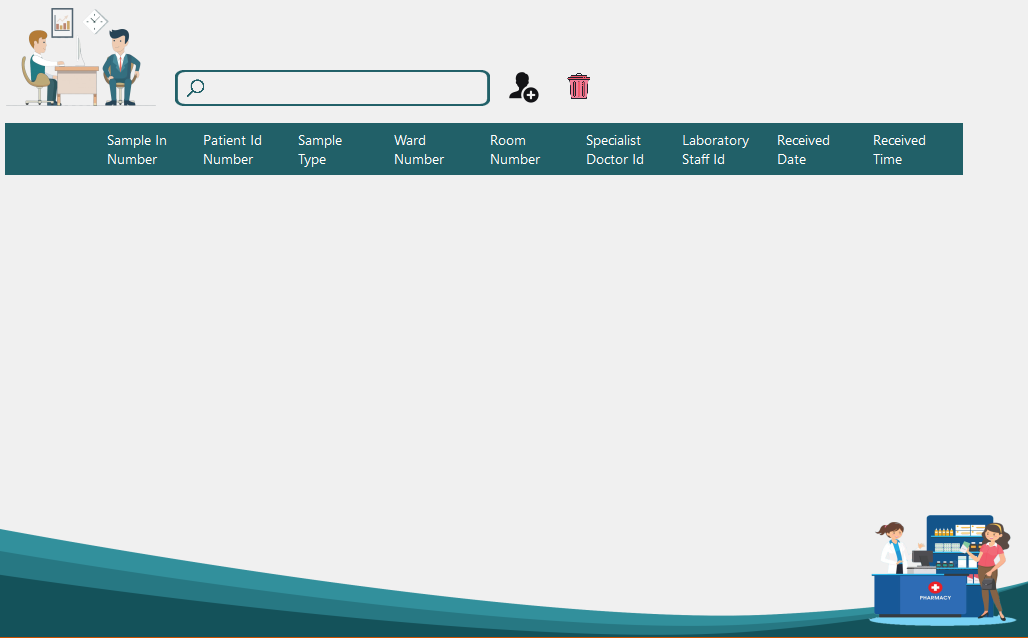 Sample In Number
Patient Id Number
Sample Type
Ward Number
Room Number
Specialist Doctor Id
Laboratory Staff Id
Received Date
Received Time
PHARMACY